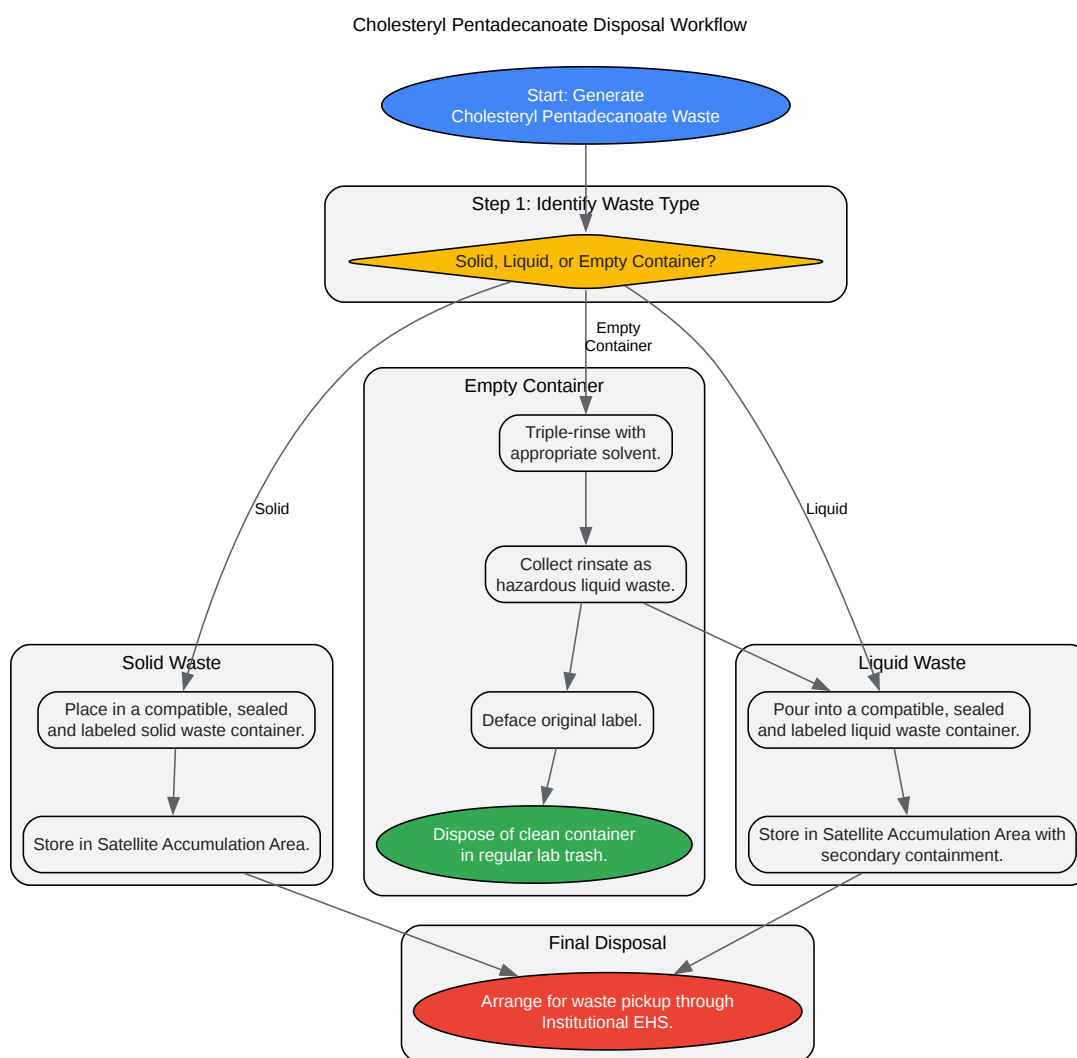 Cholesteryl Pentadecanoate Disposal Workflow
Start: Generate
Cholesteryl Pentadecanoate Waste
Step 1: Identify Waste Type
Solid, Liquid, or Empty Container?
Empty
Container
Empty Container
Triple-rinse with
appropriate solvent.
Solid
Liquid
Collect rinsate as
hazardous liquid waste.
Solid Waste
Liquid Waste
Place in a compatible, sealed
and labeled solid waste container.
Deface original label.
Pour into a compatible, sealed
and labeled liquid waste container.
Store in Satellite Accumulation Area.
Dispose of clean container
in regular lab trash.
Store in Satellite Accumulation Area with
secondary containment.
Final Disposal
Arrange for waste pickup through
Institutional EHS.